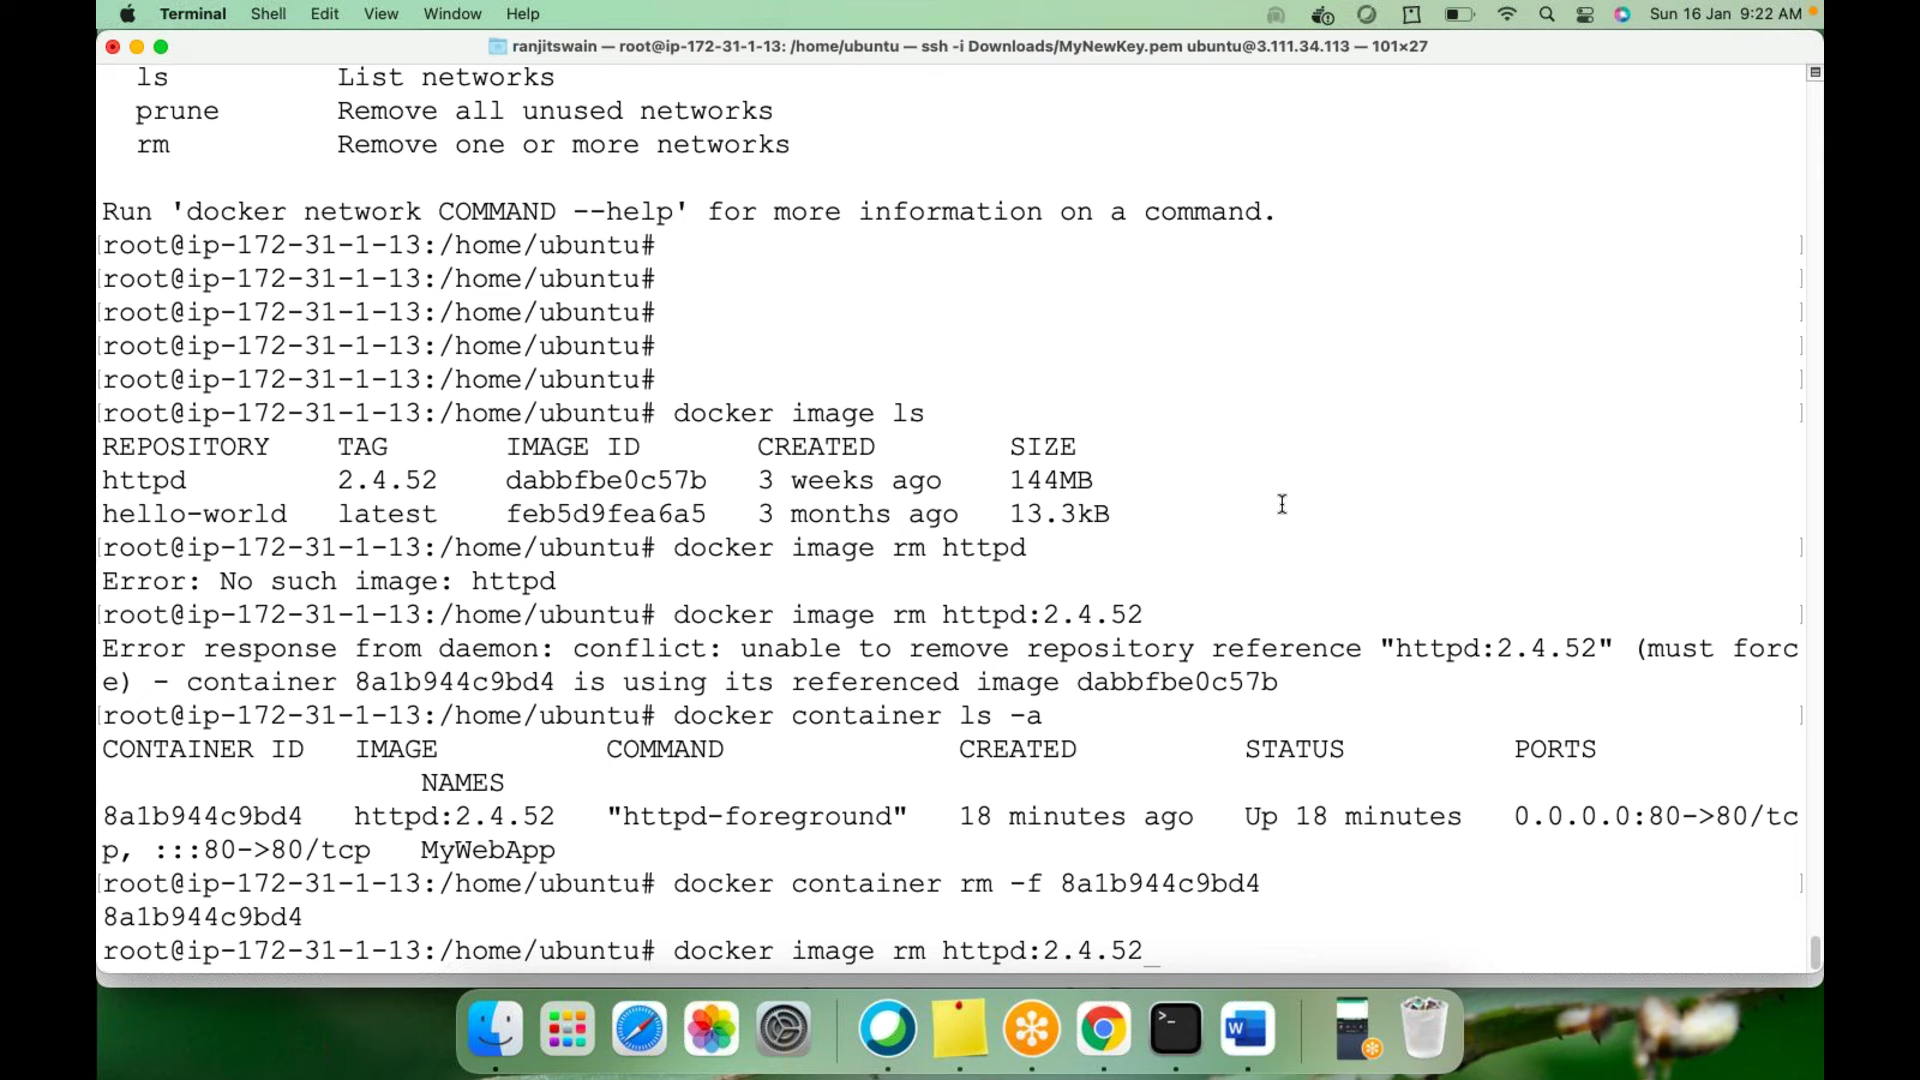 Terminal Shell Edit View Window Help Sun 16 Jan 9:22 AM
ranjitswain — root@ip-172-31-1-13: /home/ubuntu — ssh -i Downloads/MyNewKey.pem ubuntu@3.111.34.113 — 101×27
ls List networks
prune Remove all unused networks
rm Remove one or more networks
Run 'docker network COMMAND --help' for more information on a command.
root@ip-172-31-1-13:/home/ubuntu#
root@ip-172-31-1-13:/home/ubuntu#
root@ip-172-31-1-13:/home/ubuntu#
root@ip-172-31-1-13:/home/ubuntu#
root@ip-172-31-1-13:/home/ubuntu#
root@ip-172-31-1-13:/home/ubuntu# docker image ls
REPOSITORY TAG IMAGE ID CREATED SIZE
httpd 2.4.52 dabbfbe0c57b 3 weeks ago 144MB
hello-world latest feb5d9fea6a5 3 months ago 13.3kB
root@ip-172-31-1-13:/home/ubuntu# docker image rm httpd
Error: No such image: httpd
root@ip-172-31-1-13:/home/ubuntu# docker image rm httpd:2.4.52
Error response from daemon: conflict: unable to remove repository reference "httpd:2.4.52" (must forc
e) - container 8a1b944c9bd4 is using its referenced image dabbfbe0c57b
root@ip-172-31-1-13:/home/ubuntu# docker container ls -a
CONTAINER ID IMAGE COMMAND CREATED STATUS PORTS
NAMES
8a1b944c9bd4 httpd:2.4.52 "httpd-foreground" 18 minutes ago Up 18 minutes 0.0.0.0:80->80/tc
p, :::80->80/tcp MyWebApp
root@ip-172-31-1-13:/home/ubuntu# docker container rm -f 8a1b944c9bd4
8a1b944c9bd4
root@ip-172-31-1-13:/home/ubuntu# docker image rm httpd:2.4.52_